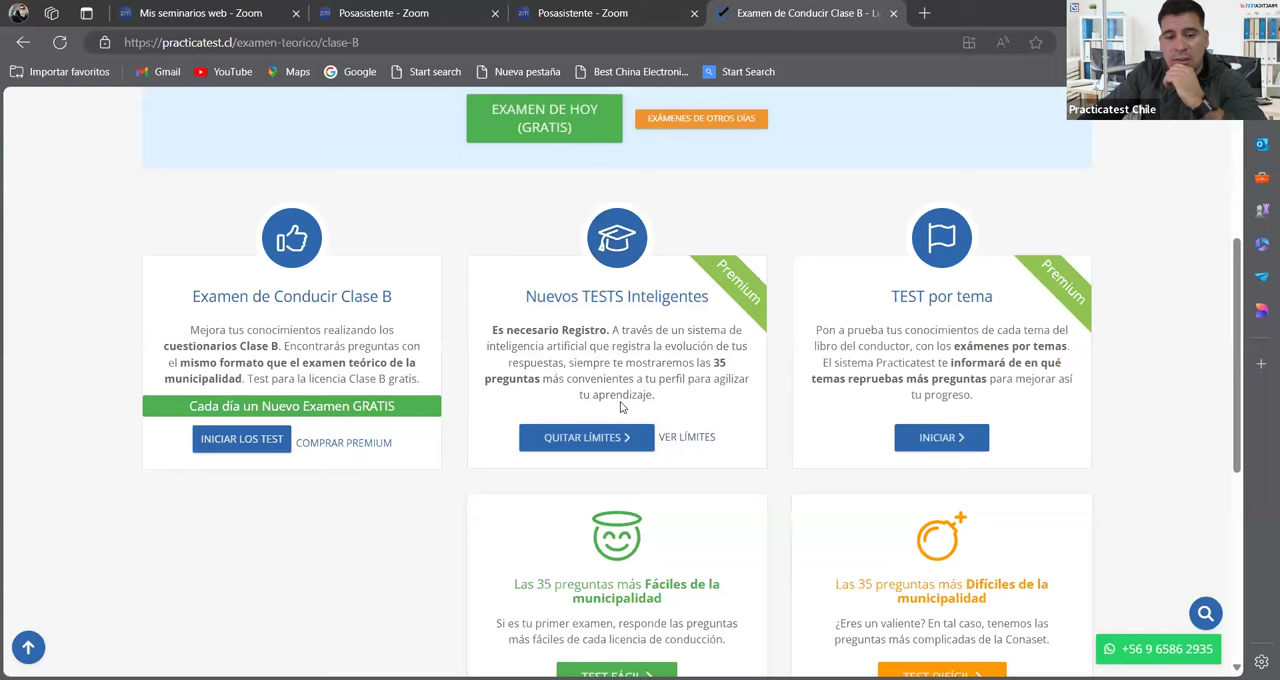 Mis seminarios web - Zoom
Posasistente - Zoom
Posasistente - Zoom
Examen de Conducir Clase B - Li
https://practicatest.cl/examen-teorico/clase-B
Importar favoritos
Gmail
YouTube
Maps
Google
Start search
Nueva pestaña
Best China Electroni...
Start Search
Practicatest Chile
EXAMEN DE HOY
(GRATIS)
EXÁMENES DE OTROS DÍAS
Examen de Conducir Clase B
Mejora tus conocimientos realizando los
cuestionarios Clase B. Encontrarás preguntas con
el mismo formato que el examen teórico de la
municipalidad. Test para la licencia Clase B gratis.
Cada día un Nuevo Examen GRATIS
INICIAR LOS TEST
COMPRAR PREMIUM
Premium
Nuevos TESTS Inteligentes
Es necesario Registro. A través de un sistema de
inteligencia artificial que registra la evolución de tus
respuestas, siempre te mostraremos las 35
preguntas más convenientes a tu perfil para agilizar
tu aprendizaje.
QUITAR LÍMITES
VER LÍMITES
Premium
TEST por tema
Pon a prueba tus conocimientos de cada tema del
libro del conductor, con los exámenes por temas.
El sistema Practicatest te informará de en qué
temas repruebas más preguntas para mejorar así
tu progreso.
INICIAR
Las 35 preguntas más Fáciles de la
municipalidad
Si es tu primer examen, responde las preguntas
más fáciles de cada licencia de conducción.
TEST FÁCIL
Las 35 preguntas más Difíciles de la
municipalidad
¿Eres un valiente? En tal caso, tenemos las
preguntas más complicadas de la Conaset.
TEST DIFÍCIL
+56 9 6586 2935